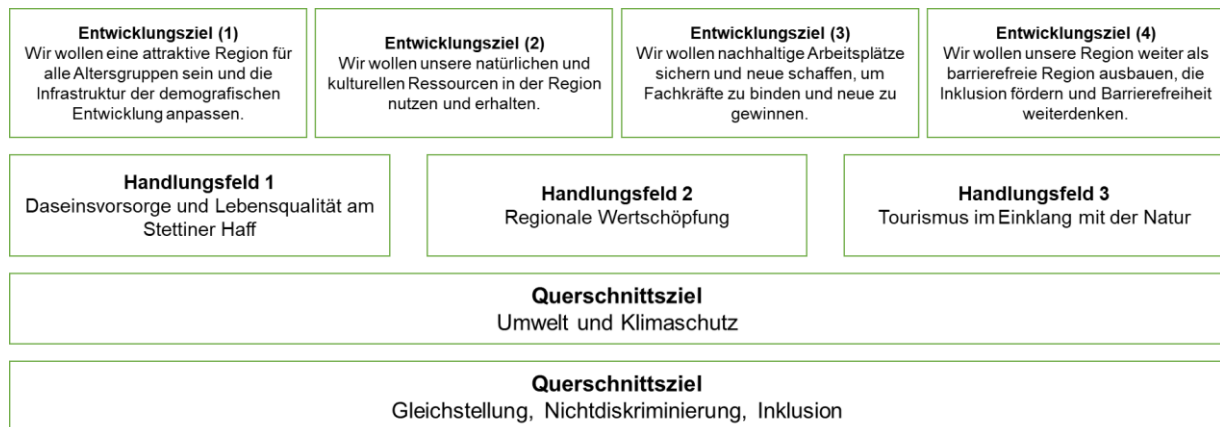 Entwicklungsziel (1)
Wir wollen eine attraktive Region für
alle Altersgruppen sein und die
Infrastruktur der demografischen
Entwicklung anpassen.
Entwicklungsziel (2)
Wir wollen unsere natürlichen und
kulturellen Ressourcen in der Region
nutzen und erhalten.
Entwicklungsziel (3)
Wir wollen nachhaltige Arbeitsplätze
sichern und neue schaffen, um
Fachkräfte zu binden und neue zu
gewinnen.
Entwicklungsziel (4)
Wir wollen unsere Region weiter als
barrierefreie Region ausbauen, die
Inklusion fördern und Barrierefreiheit
weiterdenken.
Handlungsfeld 1
Daseinsvorsorge und Lebensqualität am
Stettiner Haff
Handlungsfeld 2
Regionale Wertschöpfung
Handlungsfeld 3
Tourismus im Einklang mit der Natur
Querschnittsziel
Umwelt und Klimaschutz
Querschnittsziel
Gleichstellung, Nichtdiskriminierung, Inklusion